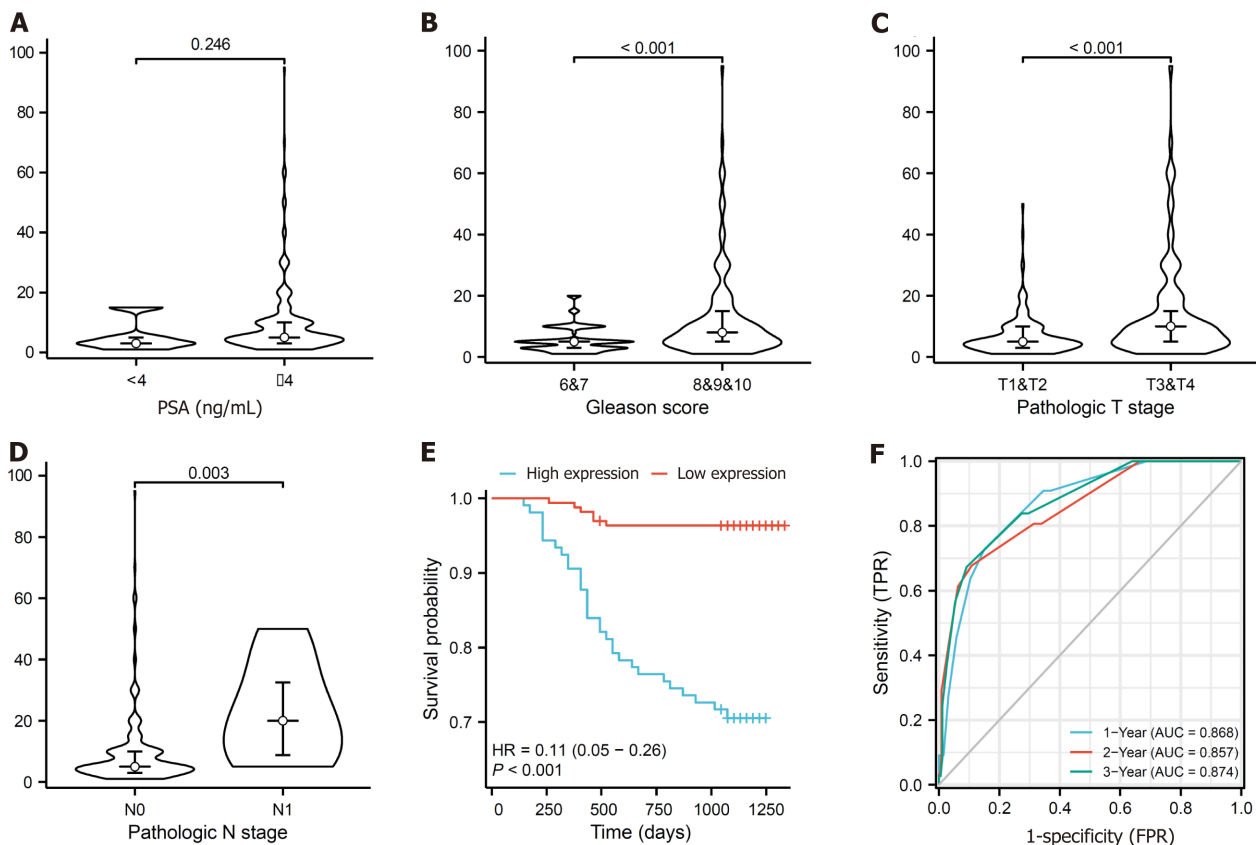 A
0.246
100
80
60
40
20
0
<4
▯4
PSA (ng/mL)
B
< 0.001
100
80
60
40
20
0
6&7
8&9&10
Gleason score
C
< 0.001
100
80
60
40
20
0
T1&T2
T3&T4
Pathologic T stage
D
0.003
100
80
60
40
20
0
N0
N1
Pathologic N stage
E
High expression
Low expression
1.0
0.9
0.8
0.7
Survival probability
HR = 0.11 (0.05 − 0.26)
P < 0.001
0 250 500 750 1000 1250
Time (days)
F
1.0
0.8
0.6
0.4
0.2
0.0
Sensitivity (TPR)
1−Year (AUC = 0.868)
2−Year (AUC = 0.857)
3−Year (AUC = 0.874)
0.0 0.2 0.4 0.6 0.8 1.0
1-specificity (FPR)